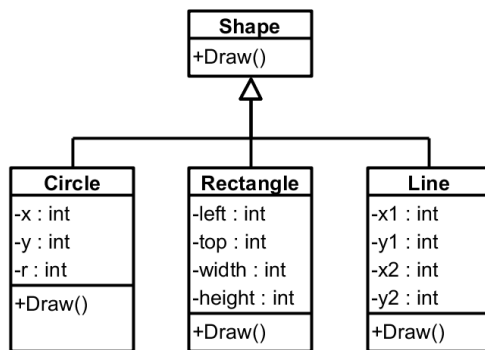 Shape
+Draw()
Circle
-x : int
-y : int
-r : int
+Draw()
Rectangle
-left : int
-top : int
-width : int
-height : int
+Draw()
Line
-x1 : int
-y1 : int
-x2 : int
-y2 : int
+Draw()